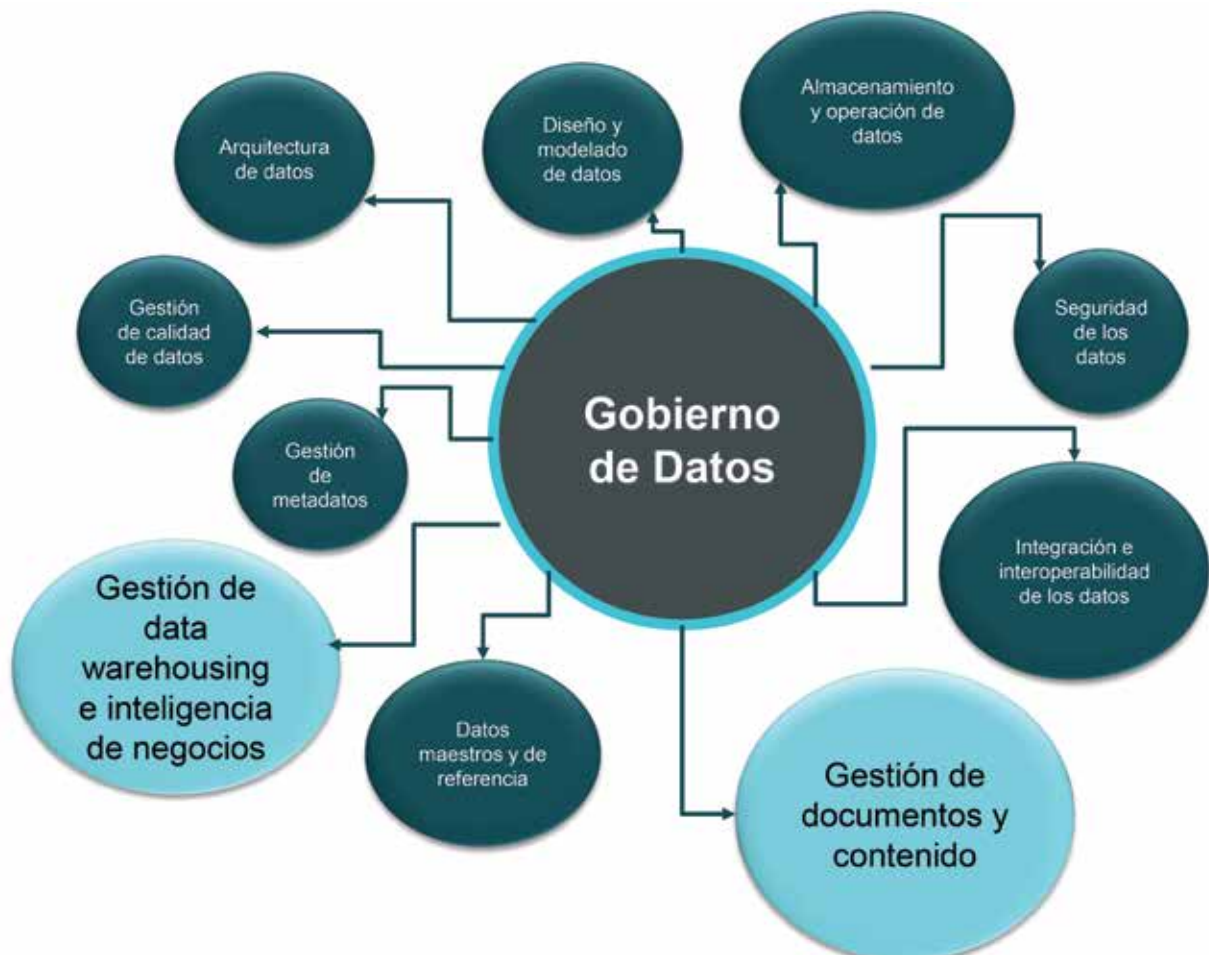 Almacenamiento
y operación de
datos
Diseño y
modelado
de datos
Arquitectura
de datos
Gestión
de calidad
de datos
Seguridad
de los
datos
Gobierno
de Datos
Gestión
de
metadatos
Integración e
interoperabilidad
de los datos
Gestión de
data
warehousing
e inteligencia
de negocios
Datos
maestros y de
referencia
Gestión de
documentos y
contenido